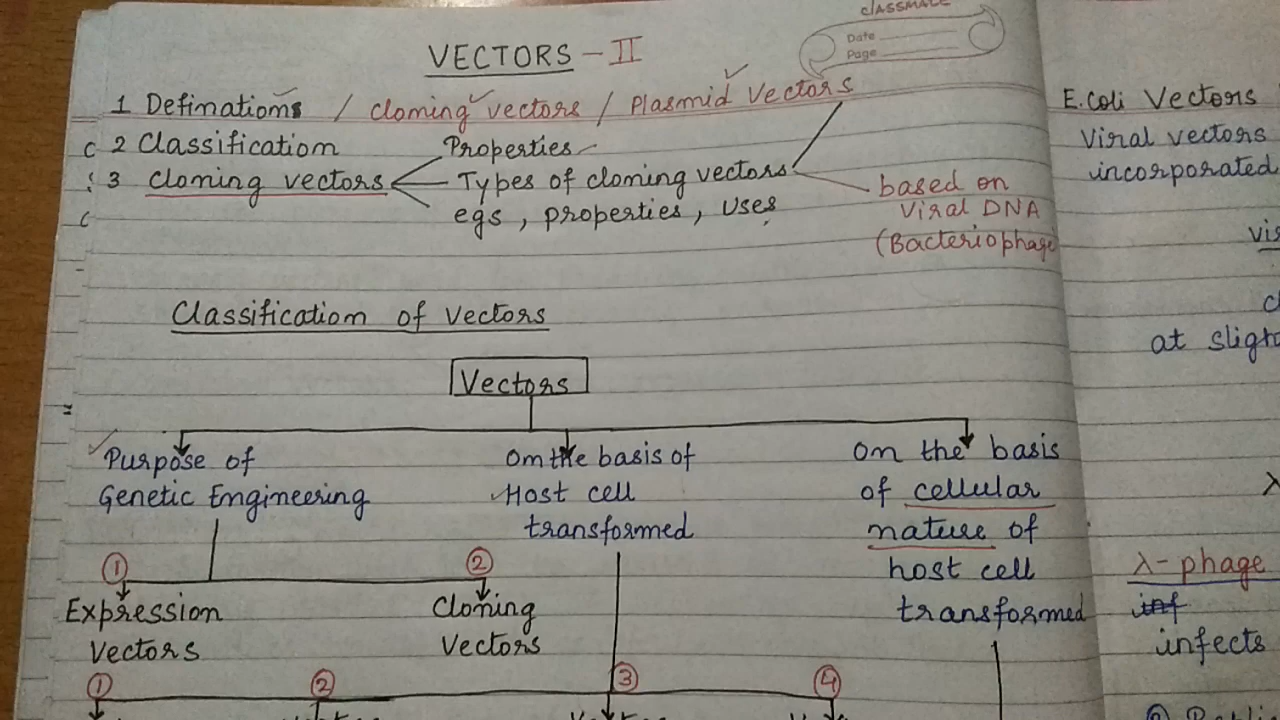 CLASSMATE
Date
Page
VECTORS - II
1 Definations / cloning vectors / Plasmid vectors
C 2 Classification
3 Cloning vectors
Properties
Types of cloning vectors
egs, properties, uses
based on
viral DNA
(Bacteriophage
Classification of vectors
Vectors
Purpose of
Genetic Engineering
On the basis of
Host cell
transformed
On the basis
of cellular
nature of
host cell
transformed
① ②
Expression
Vectors
Cloning
Vectors
① ② ③ ④
E.Coli Vectors
Viral vectors
incorporated
at
λ
λ-phage
inf
infects